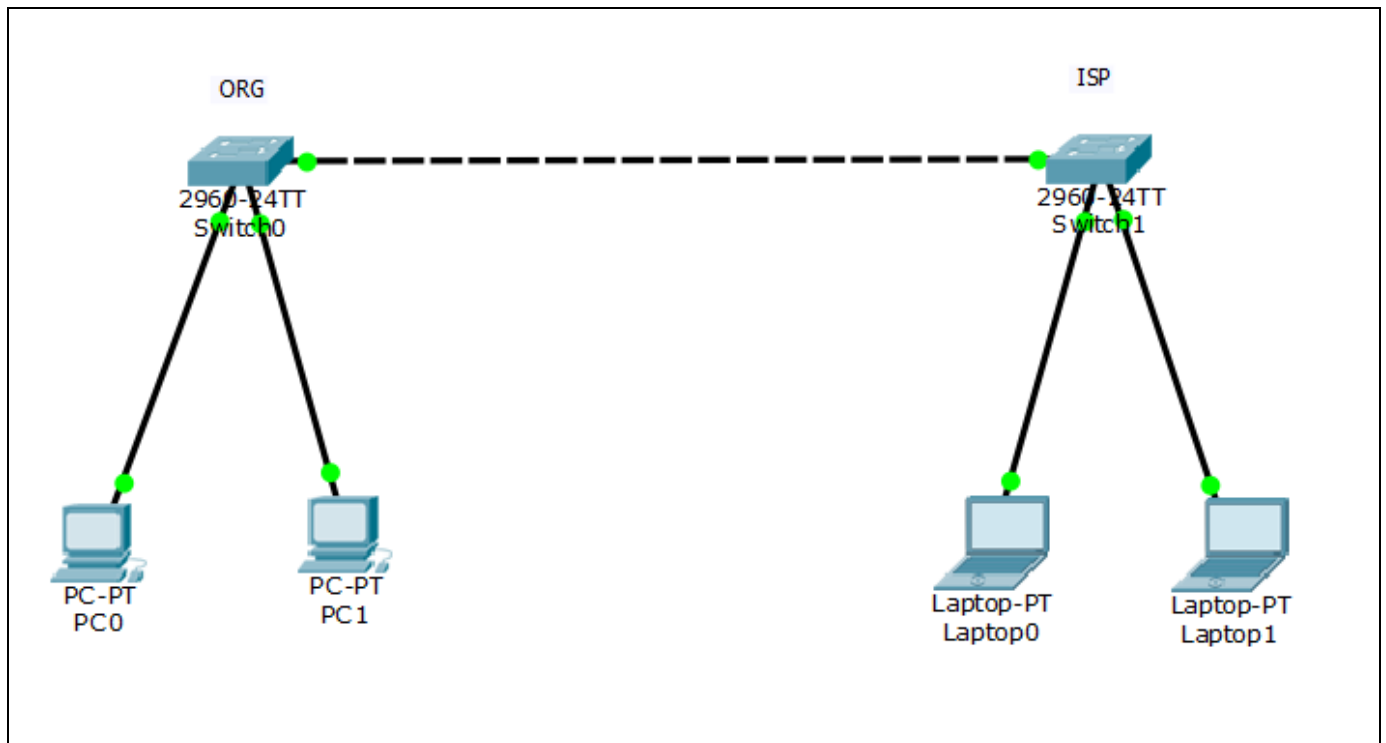 ORG
ISP
2960-24TT
Switch0
2960-24TT
Switch1
PC-PT
PC0
PC-PT
PC1
Laptop-PT
Laptop0
Laptop-PT
Laptop1